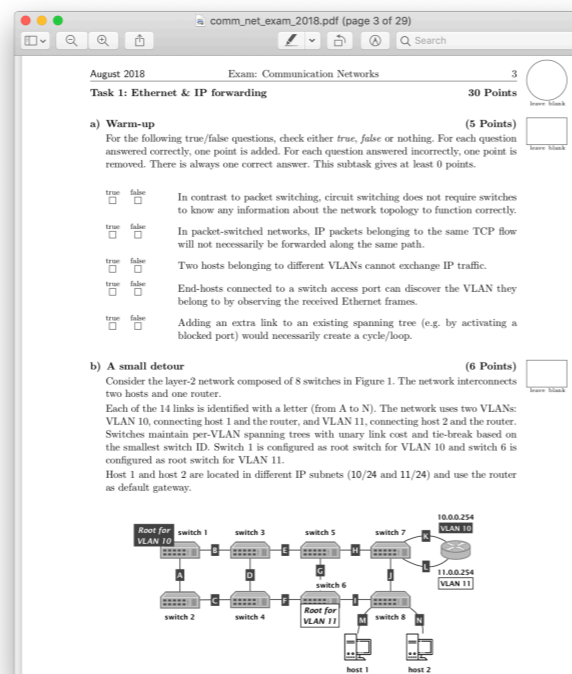 comm_net_exam_2018.pdf (page 3 of 29)
Search
August 2018 Exam: Communication Networks 3
Task 1: Ethernet & IP forwarding 30 Points
leave blank
a) Warm-up (5 Points)
leave blank
For the following true/false questions, check either true, false or nothing. For each question
answered correctly, one point is added. For each question answered incorrectly, one point is
removed. There is always one correct answer. This subtask gives at least 0 points.
true false
In contrast to packet switching, circuit switching does not require switches
to know any information about the network topology to function correctly.
true false
In packet-switched networks, IP packets belonging to the same TCP flow
will not necessarily be forwarded along the same path.
true false
Two hosts belonging to different VLANs cannot exchange IP traffic.
true false
End-hosts connected to a switch access port can discover the VLAN they
belong to by observing the received Ethernet frames.
true false
Adding an extra link to an existing spanning tree (e.g. by activating a
blocked port) would necessarily create a cycle/loop.
b) A small detour (6 Points)
leave blank
Consider the layer-2 network composed of 8 switches in Figure 1. The network interconnects
two hosts and one router.
Each of the 14 links is identified with a letter (from A to N). The network uses two VLANs:
VLAN 10, connecting host 1 and the router, and VLAN 11, connecting host 2 and the router.
Switches maintain per-VLAN spanning trees with unary link cost and tie-break based on
the smallest switch ID. Switch 1 is configured as root switch for VLAN 10 and switch 6 is
configured as root switch for VLAN 11.
Host 1 and host 2 are located in different IP subnets (10/24 and 11/24) and use the router
as default gateway.
10.0.0.254
VLAN 10
Root for
VLAN 10
switch 1 switch 3 switch 5 switch 7
K
B E H
L
11.0.0.254
VLAN 11
A D G J
switch 6
C F I
Root for
VLAN 11
switch 2 switch 4 switch 8
M N
host 1 host 2